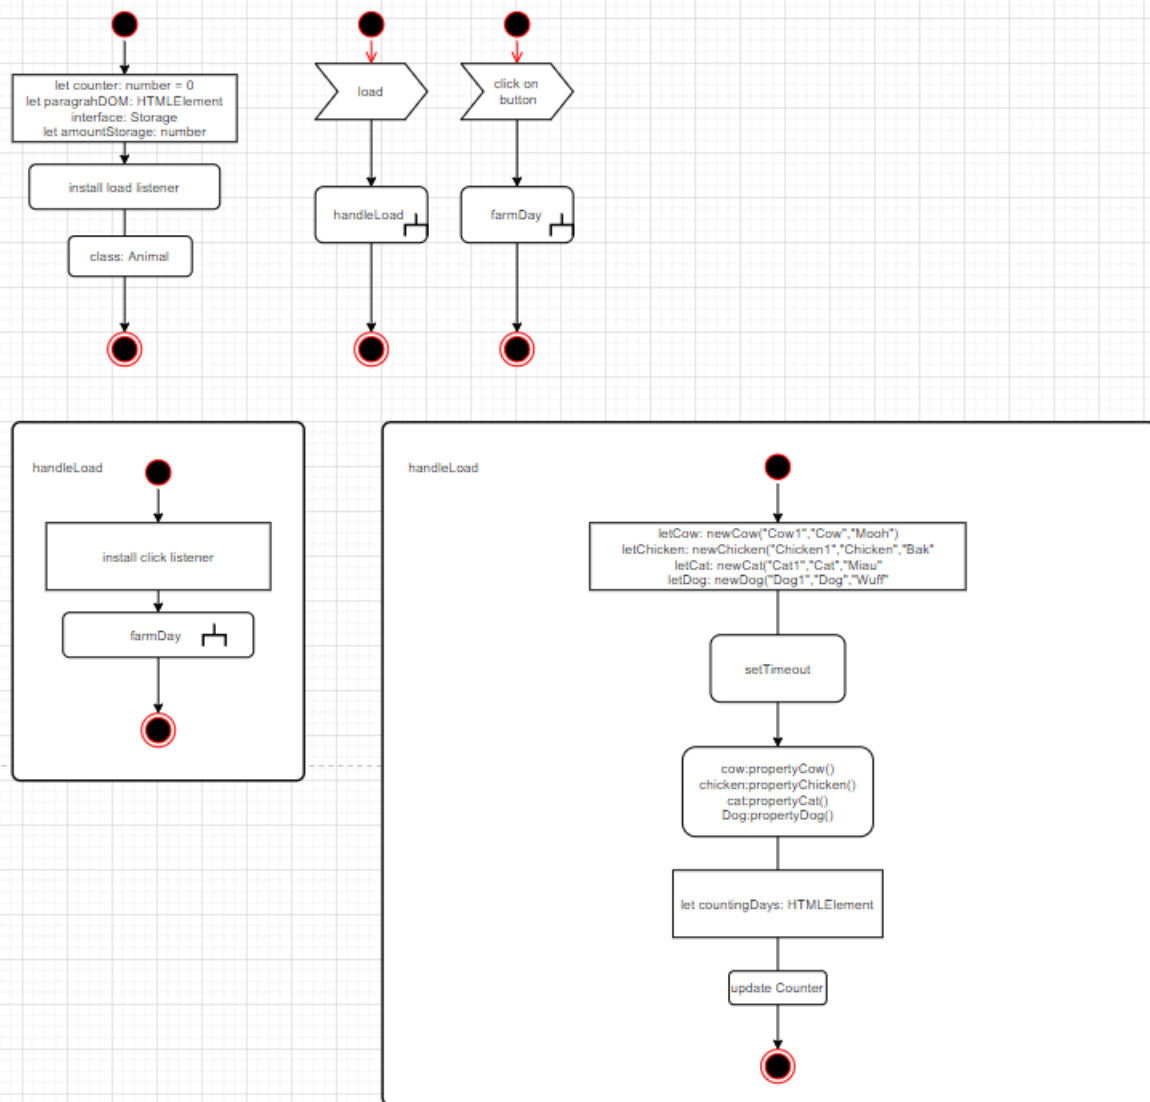 let counter: number = 0
let paragrahDOM: HTMLElement
interface: Storage
let amountStorage: number
install load listener
class: Animal
load
handleLoad
click on
button
farmDay
handleLoad
install click listener
farmDay
handleLoad
letCow: newCow("Cow1","Cow","Mooh")
letChicken: newChicken("Chicken1","Chicken","Bak"
letCat: newCat("Cat1","Cat","Miau"
letDog: newDog("Dog1","Dog","Wuff"
setTimeout
cow:propertyCow()
chicken:propertyChicken()
cat:propertyCat()
Dog:propertyDog()
let countingDays: HTMLElement
update Counter